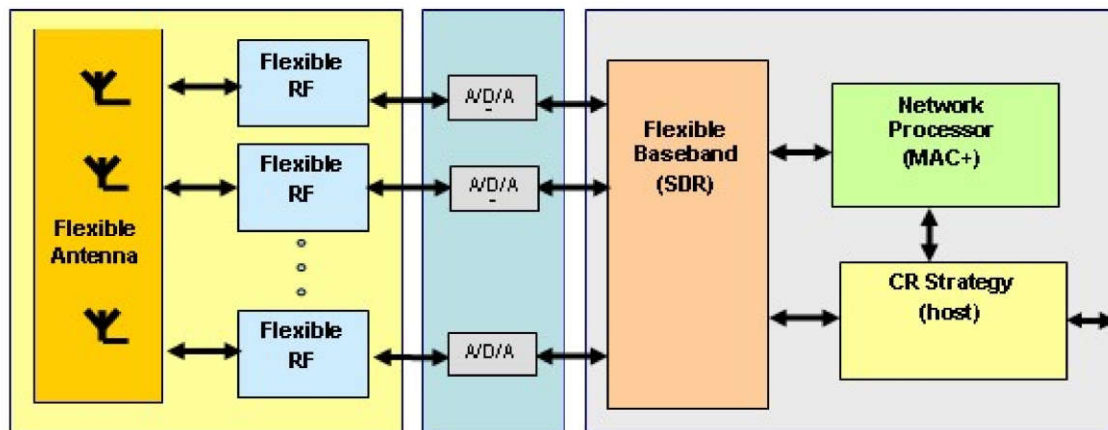 Flexible
Antenna
Flexible
RF
Flexible
RF
Flexible
RF
A/D/A
A/D/A
A/D/A
Flexible
Baseband
(SDR)
Network
Processor
(MAC+)
CR Strategy
(host)